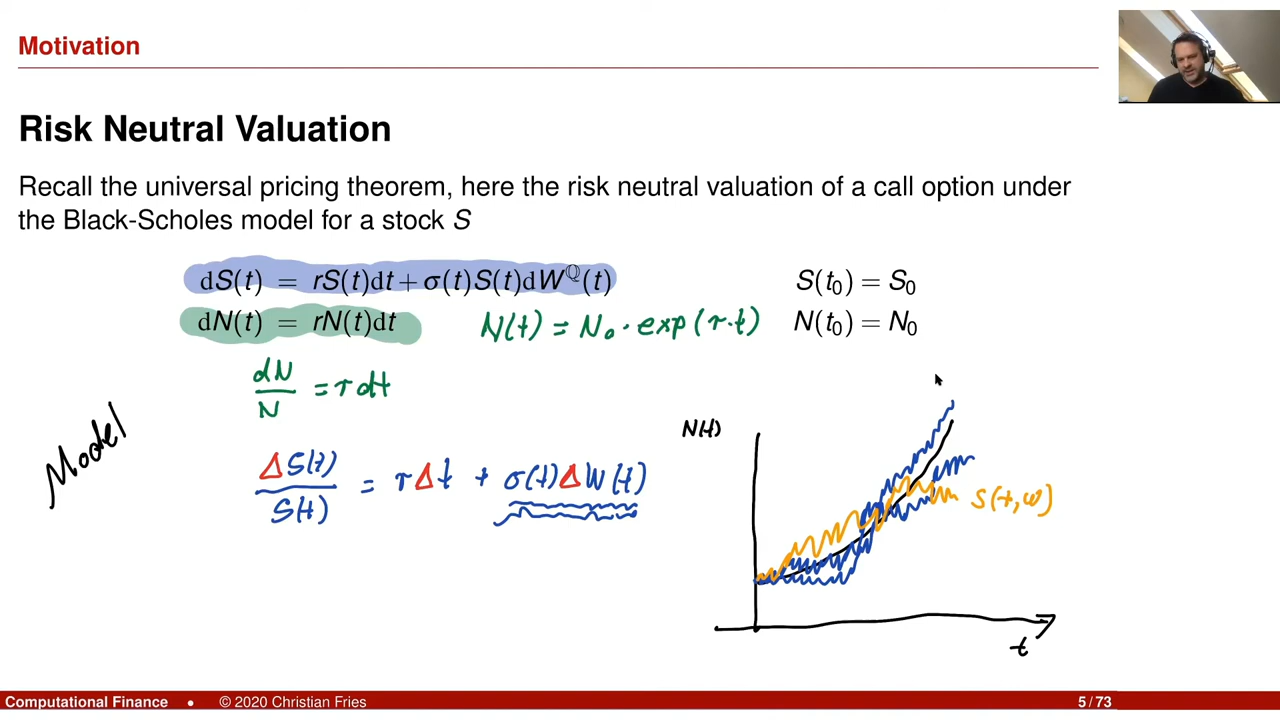 Motivation
Risk Neutral Valuation
Recall the universal pricing theorem, here the risk neutral valuation of a call option under
the Black-Scholes model for a stock S
dS(t) = rS(t)dt + σ(t)S(t)dW^ℚ(t) S(t₀) = S₀
dN(t) = rN(t)dt N(t) = N₀ · exp(r·t) N(t₀) = N₀
dN/N = r dt
Model
ΔS(t)/S(t) = r Δt + σ(t) ΔW(t)
N(t)
S(t,ω)
t
Computational Finance • © 2020 Christian Fries 5 / 73